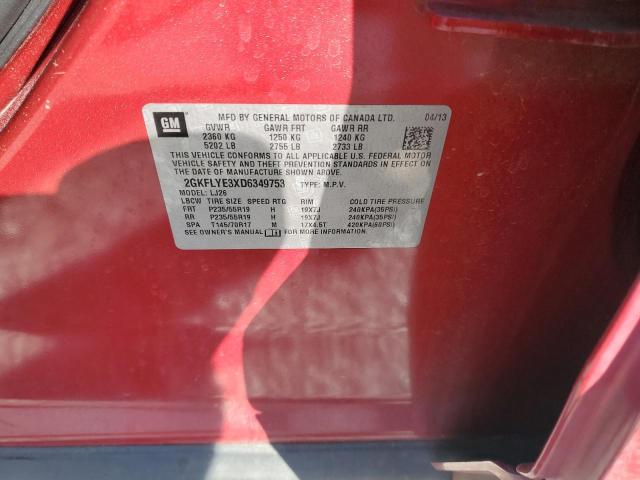 GM
MFD BY GENERAL MOTORS OF CANADA LTD. 04/13
GVWR GAWR FRT GAWR RR
2360 KG 1250 KG 1240 KG
5202 LB 2755 LB 2733 LB
THIS VEHICLE CONFORMS TO ALL APPLICABLE U.S. FEDERAL MOTOR
VEHICLE SAFETY AND THEFT PREVENTION STANDARDS IN EFFECT ON THE
DATE OF MANUFACTURE SHOWN ABOVE.
2GKFLYE3XD6349753 TYPE: M.P.V.
MODEL: LJ26
LBCW TIRE SIZE SPEED RTG RIM COLD TIRE PRESSURE
FRT P235/55R19 H 19X7J 240KPA(35PSI)
RR P235/55R19 H 19X7J 240KPA(35PSI)
SPA T145/70R17 M 17X4.5T 420KPA(60PSI)
SEE OWNER'S MANUAL FOR MORE INFORMATION.